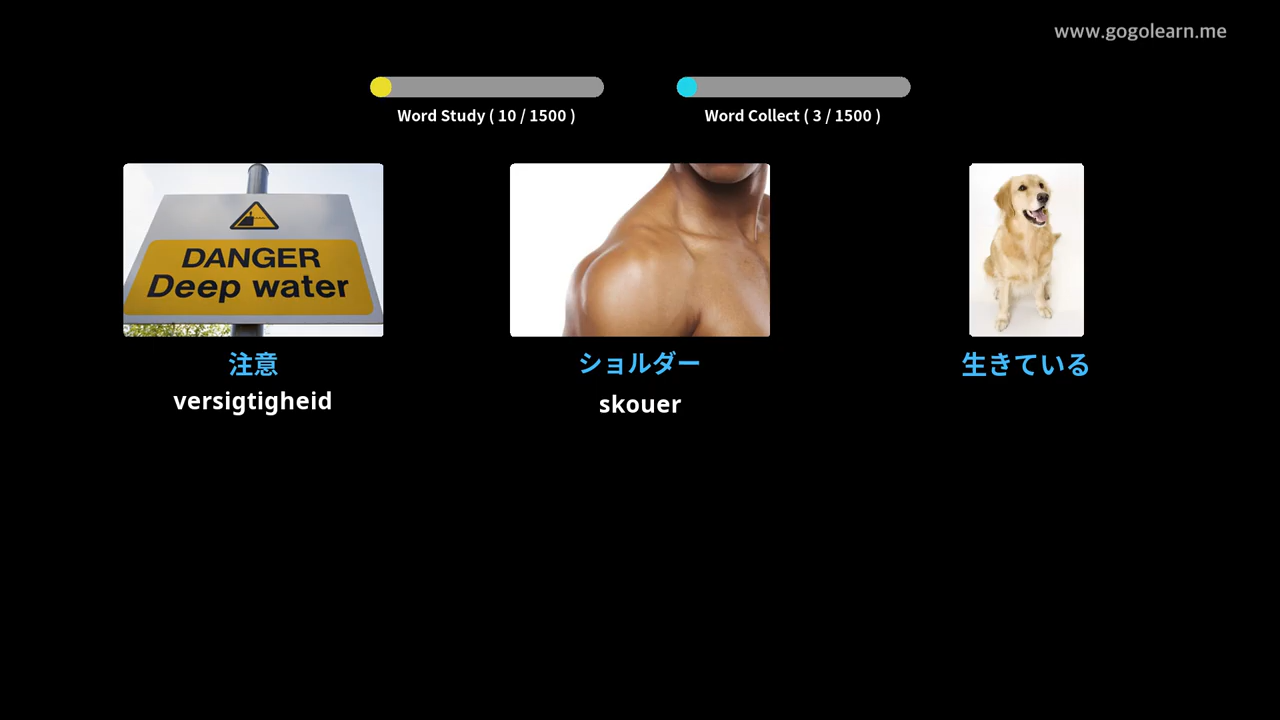 www.gogolearn.me
Word Study ( 10 / 1500 )
Word Collect ( 3 / 1500 )
DANGER
Deep water
注意
ショルダー
生きている
versigtigheid
skouer